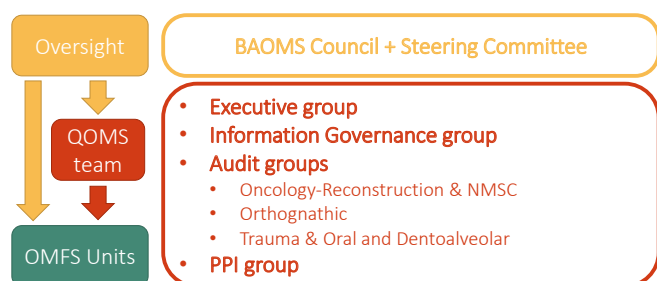 Oversight
BAOMS Council + Steering Committee
QOMS
team
OMFS Units
• Executive group
• Information Governance group
• Audit groups
• Oncology-Reconstruction & NMSC
• Orthognathic
• Trauma & Oral and Dentoalveolar
• PPI group